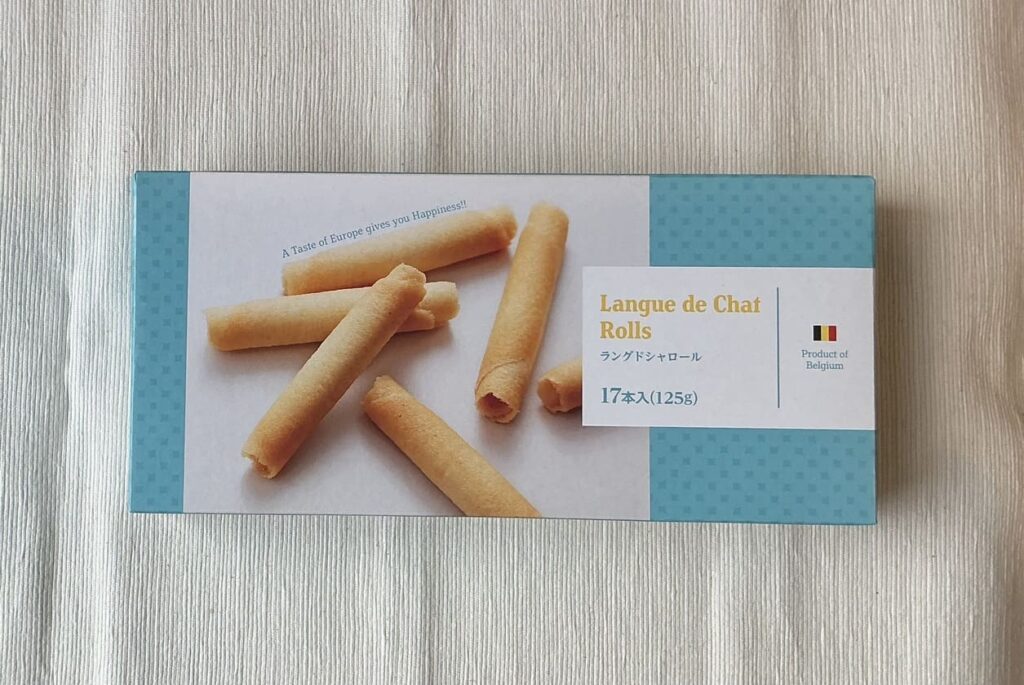 A Taste of Europe gives you Happiness!!
Langue de Chat
Rolls
ラングドシャロール
17本入(125g)
Product of
Belgium